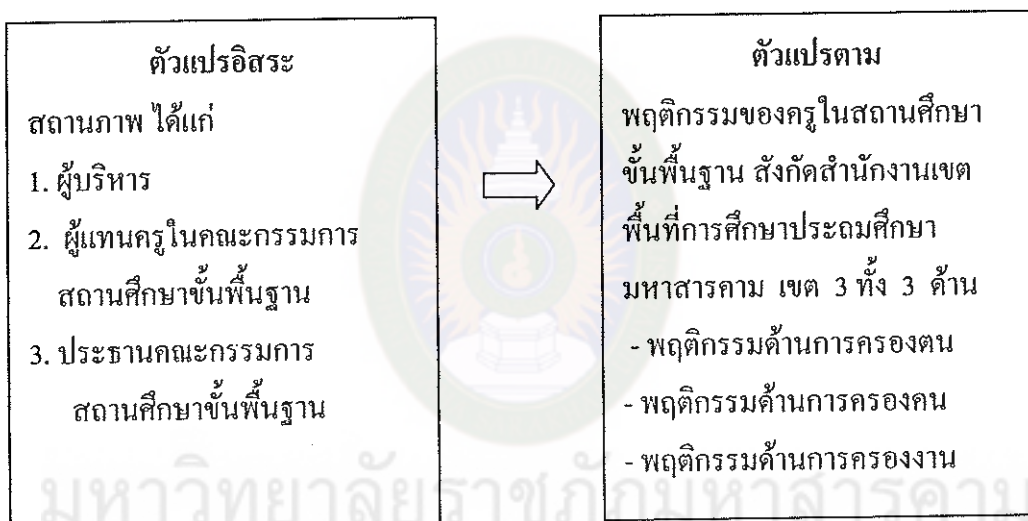 ตัวแปรอิสระ
สถานภาพ ได้แก่
1. ผู้บริหาร
2. ผู้แทนครูในคณะกรรมการ
สถานศึกษาขั้นพื้นฐาน
3. ประธานคณะกรรมการ
สถานศึกษาขั้นพื้นฐาน
ตัวแปรตาม
พฤติกรรมของครูในสถานศึกษา
ขั้นพื้นฐาน สังกัดสำนักงานเขต
พื้นที่การศึกษาประถมศึกษา
มหาสารคาม เขต 3 ทั้ง 3 ด้าน
- พฤติกรรมด้านการครองตน
- พฤติกรรมด้านการครองคน
- พฤติกรรมด้านการครองงาน
มหาวิทยาลัยราชภัฏมหาสารคาม